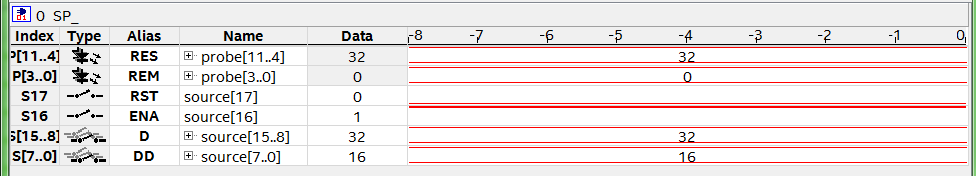 0 SP_
Index Type Alias Name Data -8 -7 -6 -5 -4 -3 -2 -1 0
P[11..4] RES probe[11..4] 32 32
P[3..0] REM probe[3..0] 0 0
S17 RST source[17] 0
S16 ENA source[16] 1
S[15..8] D source[15..8] 32 32
S[7..0] DD source[7..0] 16 16